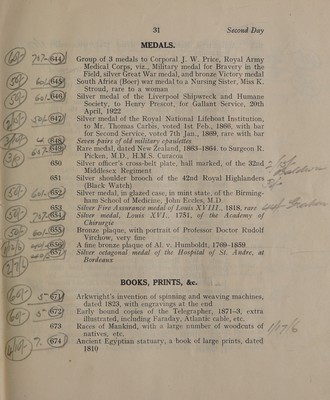 31 Second Day
MEDALS.
644 Group of 3 medals to Corporal J. W. Price, Royal Army
Medical Corps, viz., Military medal for Bravery in the
Field, silver Great War medal, and bronze Victory medal
645 South Africa (Boer) war medal to a Nursing Sister, Miss K.
Stroud, rare to a woman
646 Silver medal of the Liverpool Shipwreck and Humane
Society, to Henry Prescot, for Gallant Service, 20th
April, 1922
647 Silver medal of the Royal National Lifeboat Institution,
to Mr. Thomas Carbis, voted 1st Feb., 1866, with bar
for Second Service, voted 7th Jan., 1869, rare with bar
648 Seven pairs of old military epaulettes
649 Rare medal, dated New Zealand, 1863-1864, to Surgeon R.
Picken, M.D., H.M.S. Curacoa
650 Silver officer's cross-belt plate, hall marked, of the 32nd
Middlesex Regiment
651 Silver shoulder brooch of the 42nd Royal Highlanders
(Black Watch)
652 Silver medal, in glazed case, in mint state, of the Birming-
ham School of Medicine, John Eccles, M.D.
653 Silver Fire Assurance medal of Louis XVIII., 1818, rare
654 Silver medal, Louis XVI., 1731, of the Academy of
Chirurgie
655 Bronze plaque, with portrait of Professor Doctor Rudolf
Virchow, very fine
656 A fine bronze plaque of Al. v. Humboldt, 1769-1859
657 Silver octagonal medal of the Hospital of St. Andre, at
Bordeaux
BOOKS, PRINTS, &c.
671 Arkwright's invention of spinning and weaving machines,
dated 1823, with engravings at the end
672 Early bound copies of the Telegrapher, 1871-3, extra
illustrated, including Faraday, Atlantic cable, etc.
673 Races of Mankind, with a large number of woodcuts of
natives, etc. 1/17/6
674 Ancient Egyptian statuary, a book of large prints, dated
1810